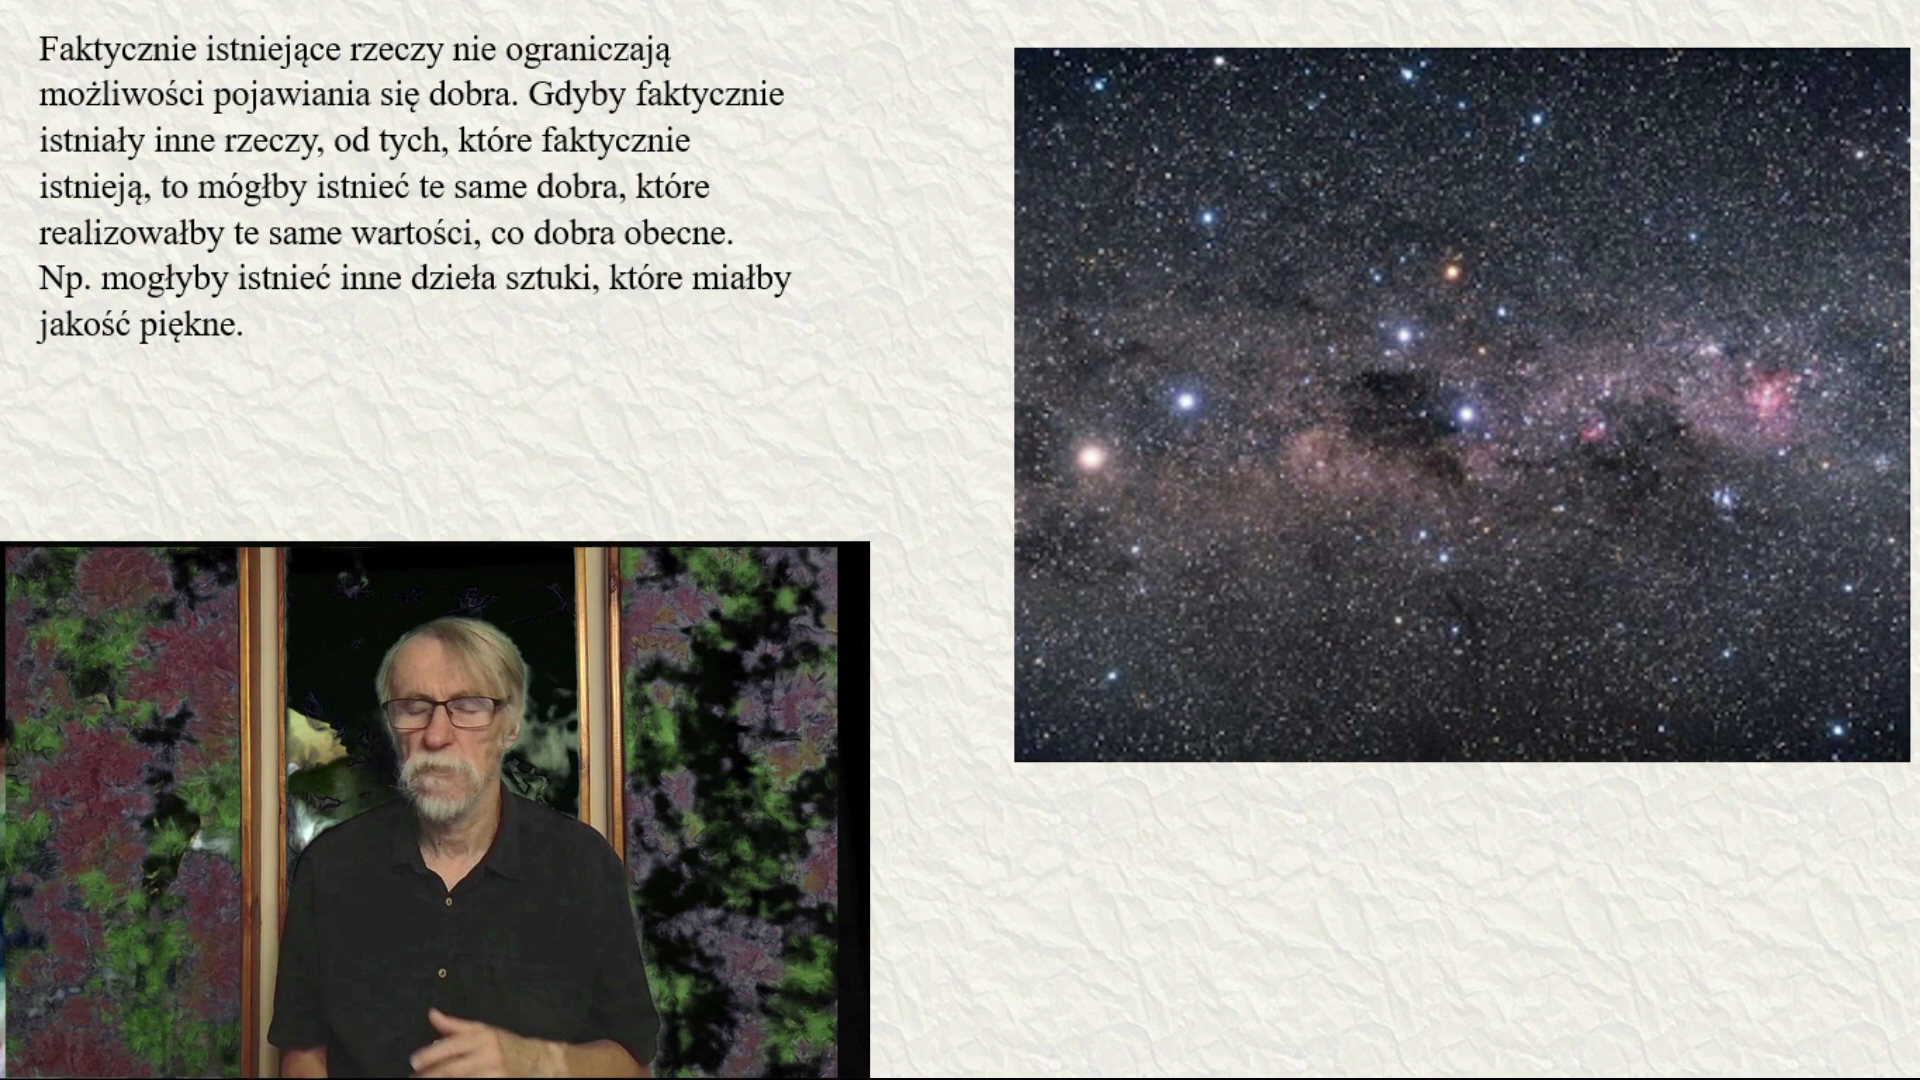 Faktycznie istniejące rzeczy nie ograniczają
możliwości pojawiania się dobra. Gdyby faktycznie
istniały inne rzeczy, od tych, które faktycznie
istnieją, to mógłby istnieć te same dobra, które
realizowałby te same wartości, co dobra obecne.
Np. mogłyby istnieć inne dzieła sztuki, które miałby
jakość piękne.